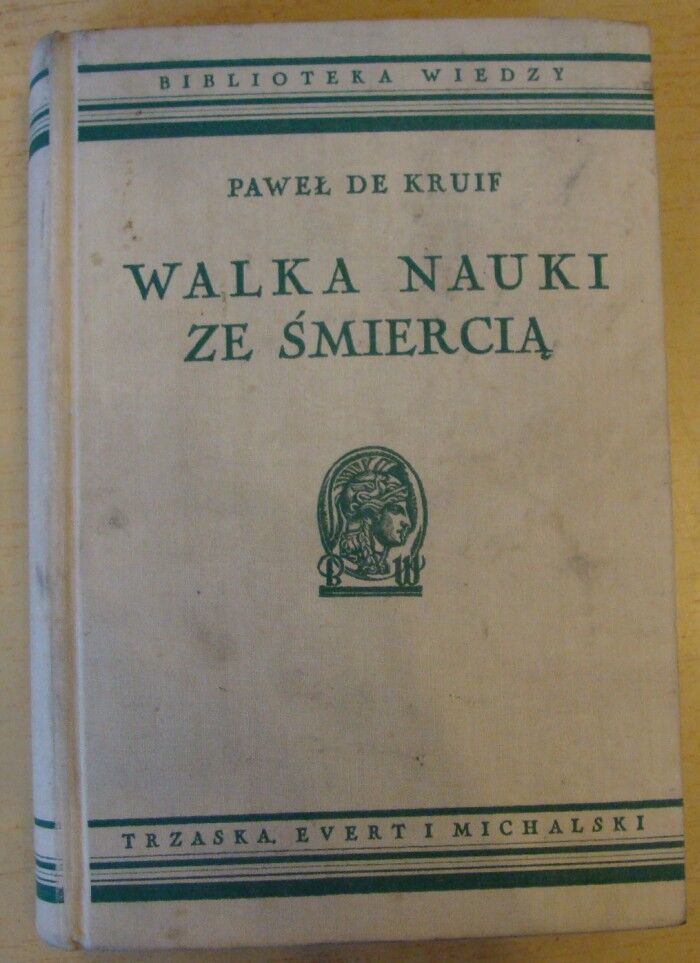 BIBLIOTEKA WIEDZY
PAWEŁ DE KRUIF
WALKA NAUKI
ZE ŚMIERCIĄ
B W
TRZASKA, EVERT I MICHALSKI